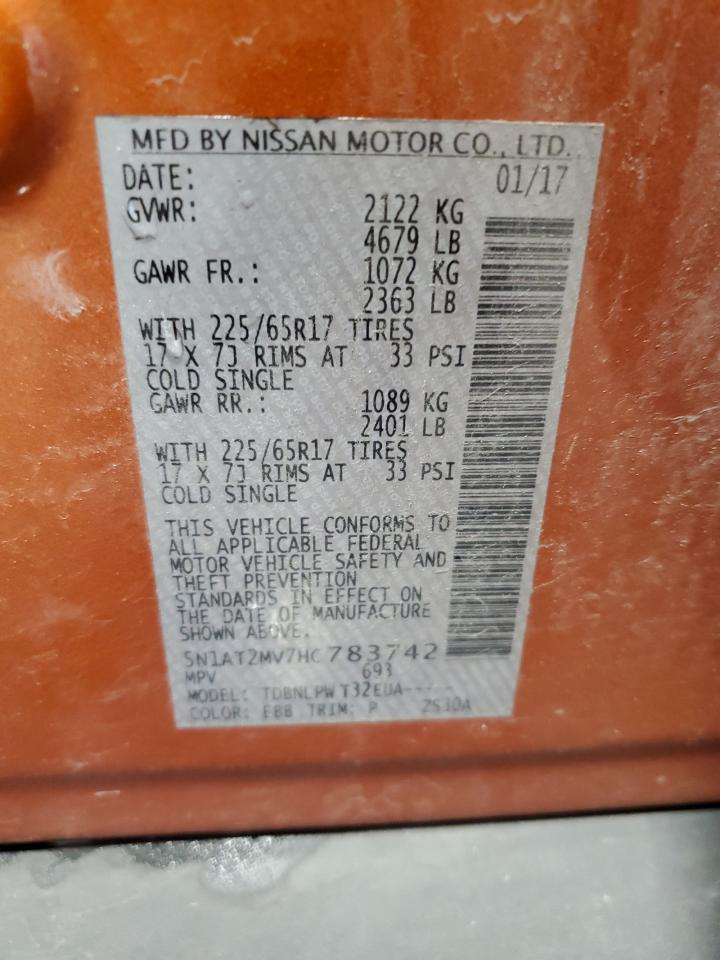 MFD BY NISSAN MOTOR CO., LTD.
DATE: 01/17
GVWR: 2122 KG
4679 LB
GAWR FR.: 1072 KG
2363 LB
WITH 225/65R17 TIRES
17 X 7J RIMS AT 33 PSI
COLD SINGLE
GAWR RR.: 1089 KG
2401 LB
WITH 225/65R17 TIRES
17 X 7J RIMS AT 33 PSI
COLD SINGLE
THIS VEHICLE CONFORMS TO
ALL APPLICABLE FEDERAL
MOTOR VEHICLE SAFETY AND
THEFT PREVENTION
STANDARDS IN EFFECT ON
THE DATE OF MANUFACTURE
SHOWN ABOVE.
5N1AT2MV7HC783742
MPV 693
MODEL: TDBNLPW T32EUA-----
COLOR: EBB TRIM: P 2S30A